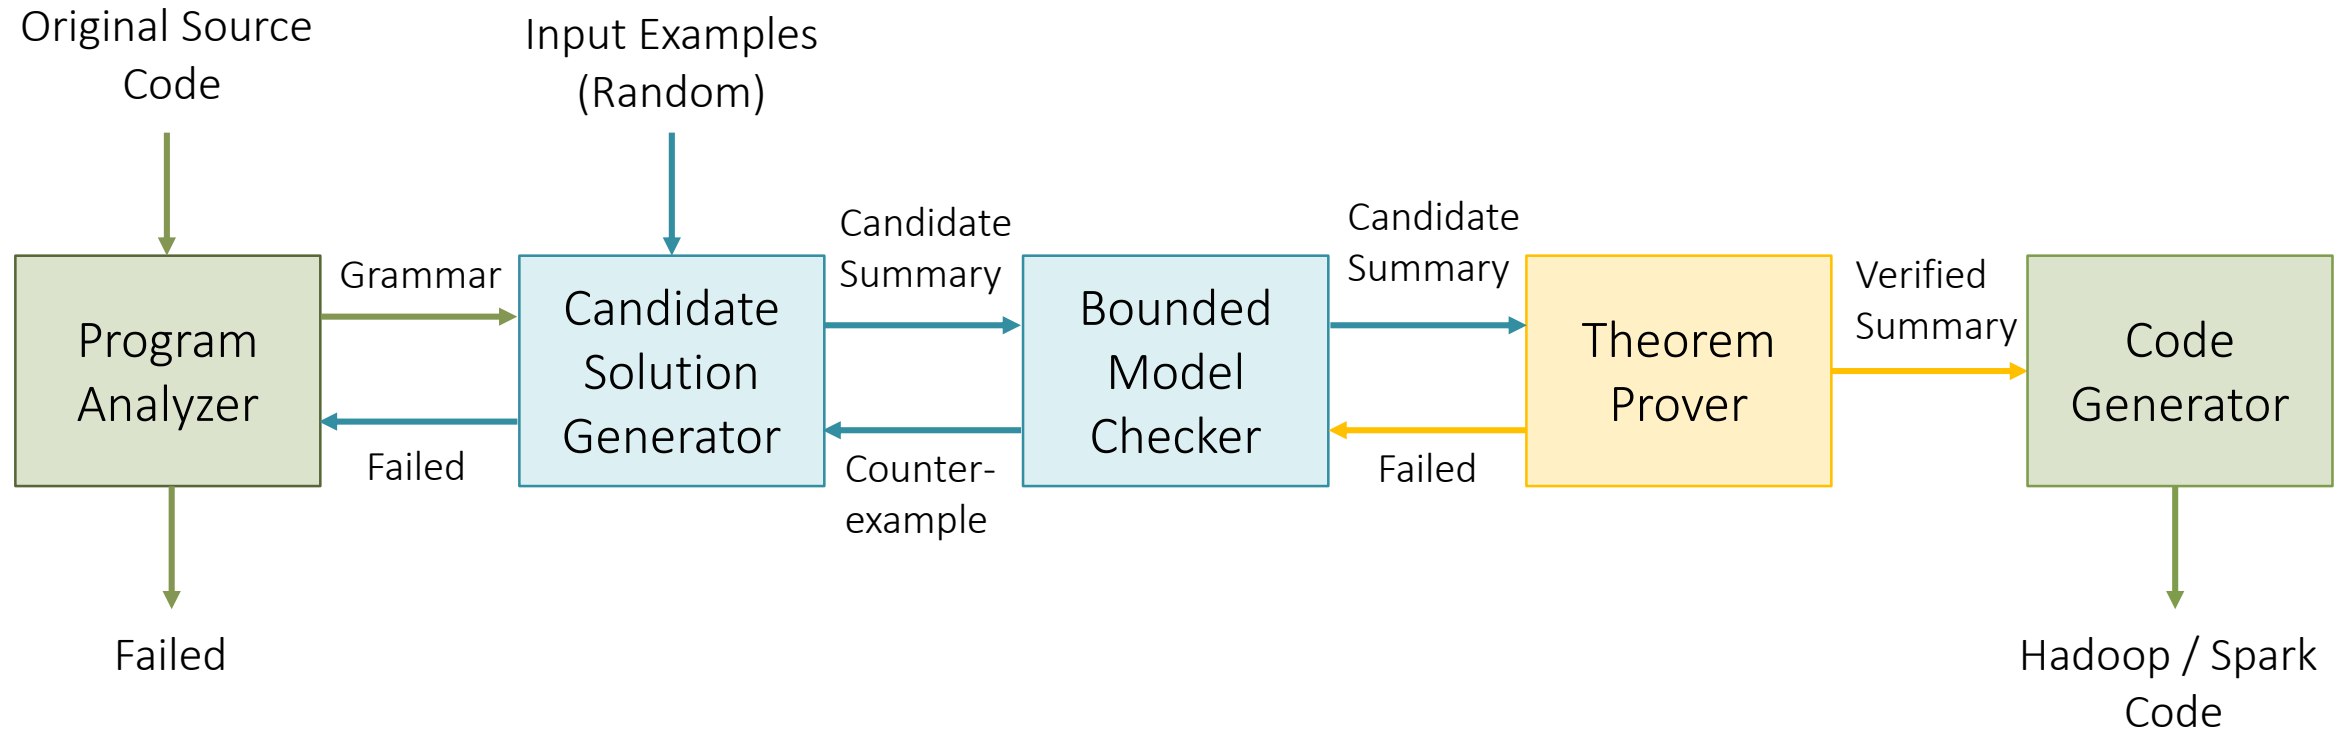 Original Source
Code
Input Examples
(Random)
Grammar
Candidate
Summary
Candidate
Summary
Verified
Summary
Program
Analyzer
Candidate
Solution
Generator
Bounded
Model
Checker
Theorem
Prover
Code
Generator
Failed
Counter-
example
Failed
Failed
Hadoop / Spark
Code